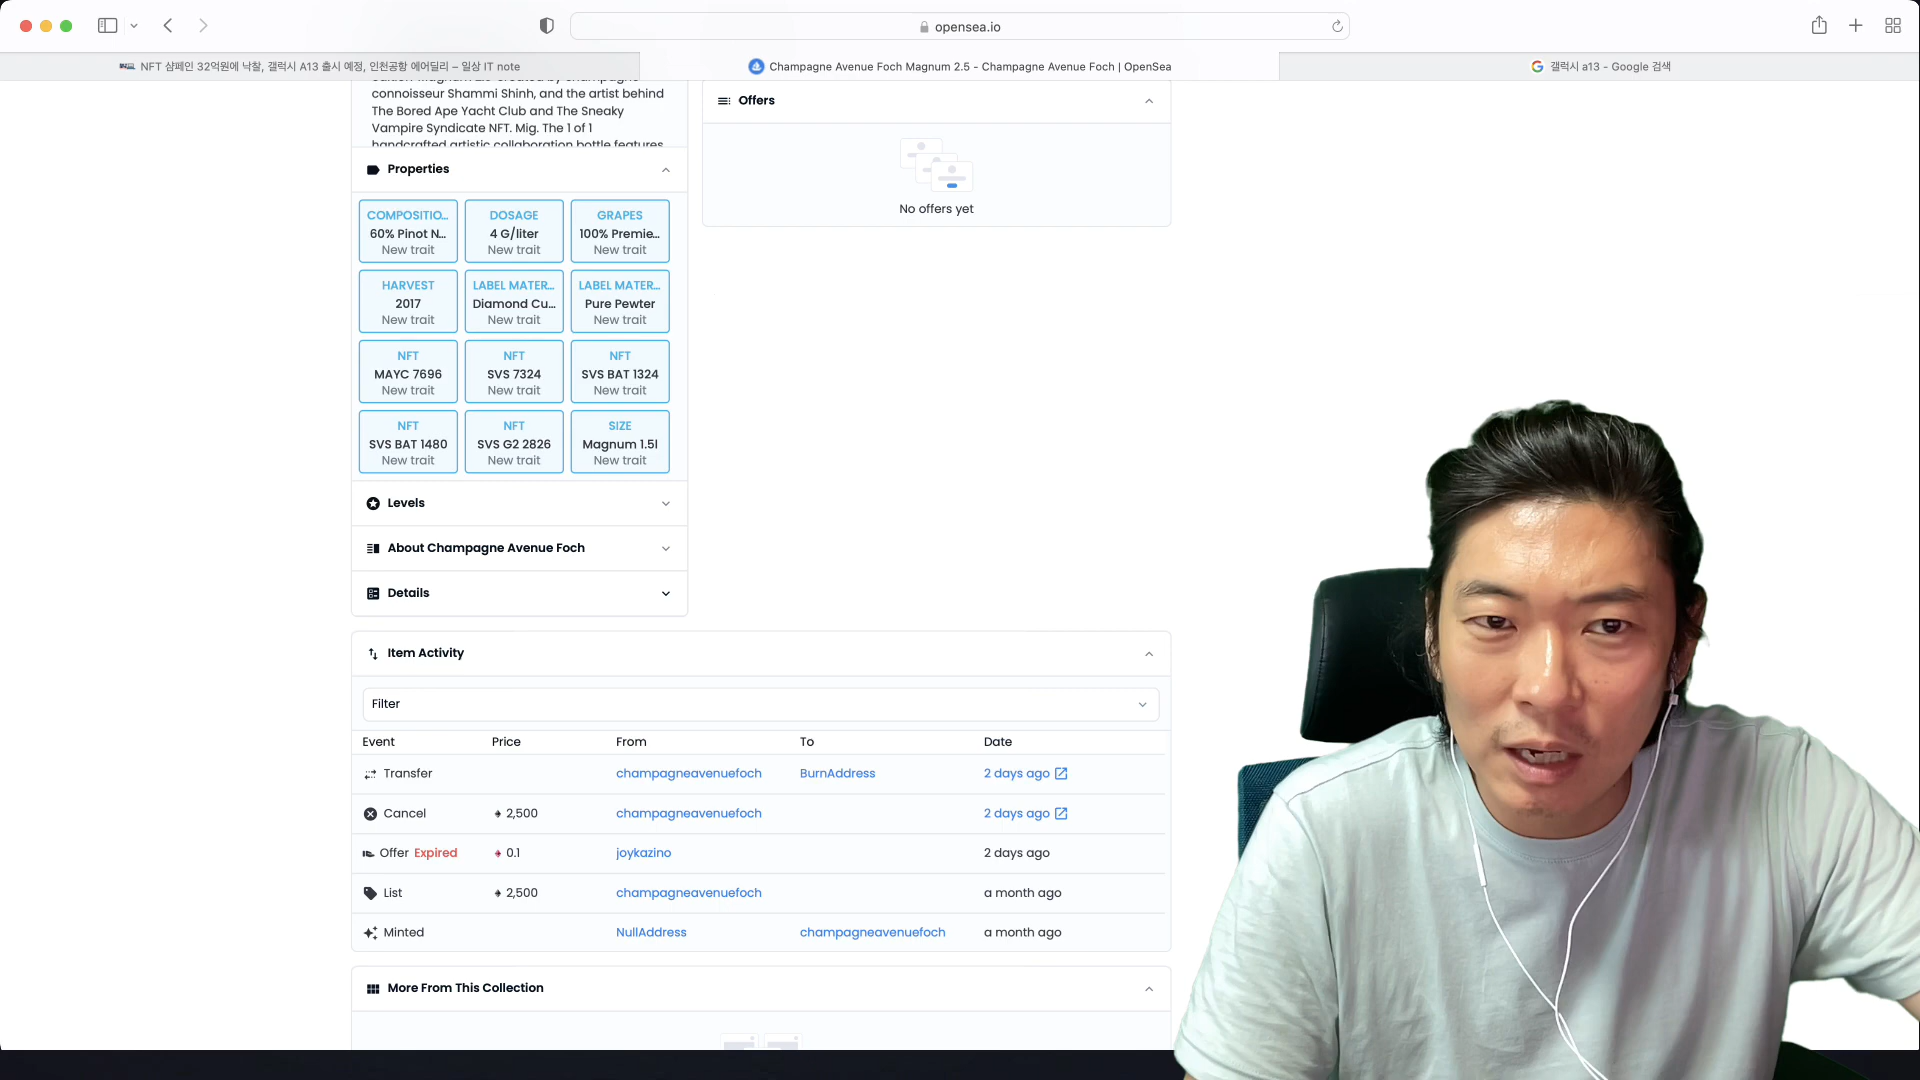 opensea.io
NFT 샴페인 32억원에 낙찰, 갤럭시 A13 출시 예정, 인천공항 에어딜리 – 일상 IT note
Champagne Avenue Foch Magnum 2.5 - Champagne Avenue Foch | OpenSea
갤럭시 a13 - Google 검색
connoisseur Shammi Shinh, and the artist behind
The Bored Ape Yacht Club and The Sneaky
Vampire Syndicate NFT. Mig. The 1 of 1
handcrafted artistic collaboration bottle features
Properties
COMPOSITIO...
60% Pinot N...
New trait
DOSAGE
4 G/liter
New trait
GRAPES
100% Premie...
New trait
HARVEST
2017
New trait
LABEL MATER...
Diamond Cu...
New trait
LABEL MATER...
Pure Pewter
New trait
NFT
MAYC 7696
New trait
NFT
SVS 7324
New trait
NFT
SVS BAT 1324
New trait
NFT
SVS BAT 1480
New trait
NFT
SVS G2 2826
New trait
SIZE
Magnum 1.5l
New trait
Levels
About Champagne Avenue Foch
Details
Offers
No offers yet
Item Activity
Filter
Event Price From To Date
Transfer champagneavenuefoch BurnAddress 2 days ago
Cancel 2,500 champagneavenuefoch 2 days ago
Offer Expired 0.1 joykazino 2 days ago
List 2,500 champagneavenuefoch a month ago
Minted NullAddress champagneavenuefoch a month ago
More From This Collection